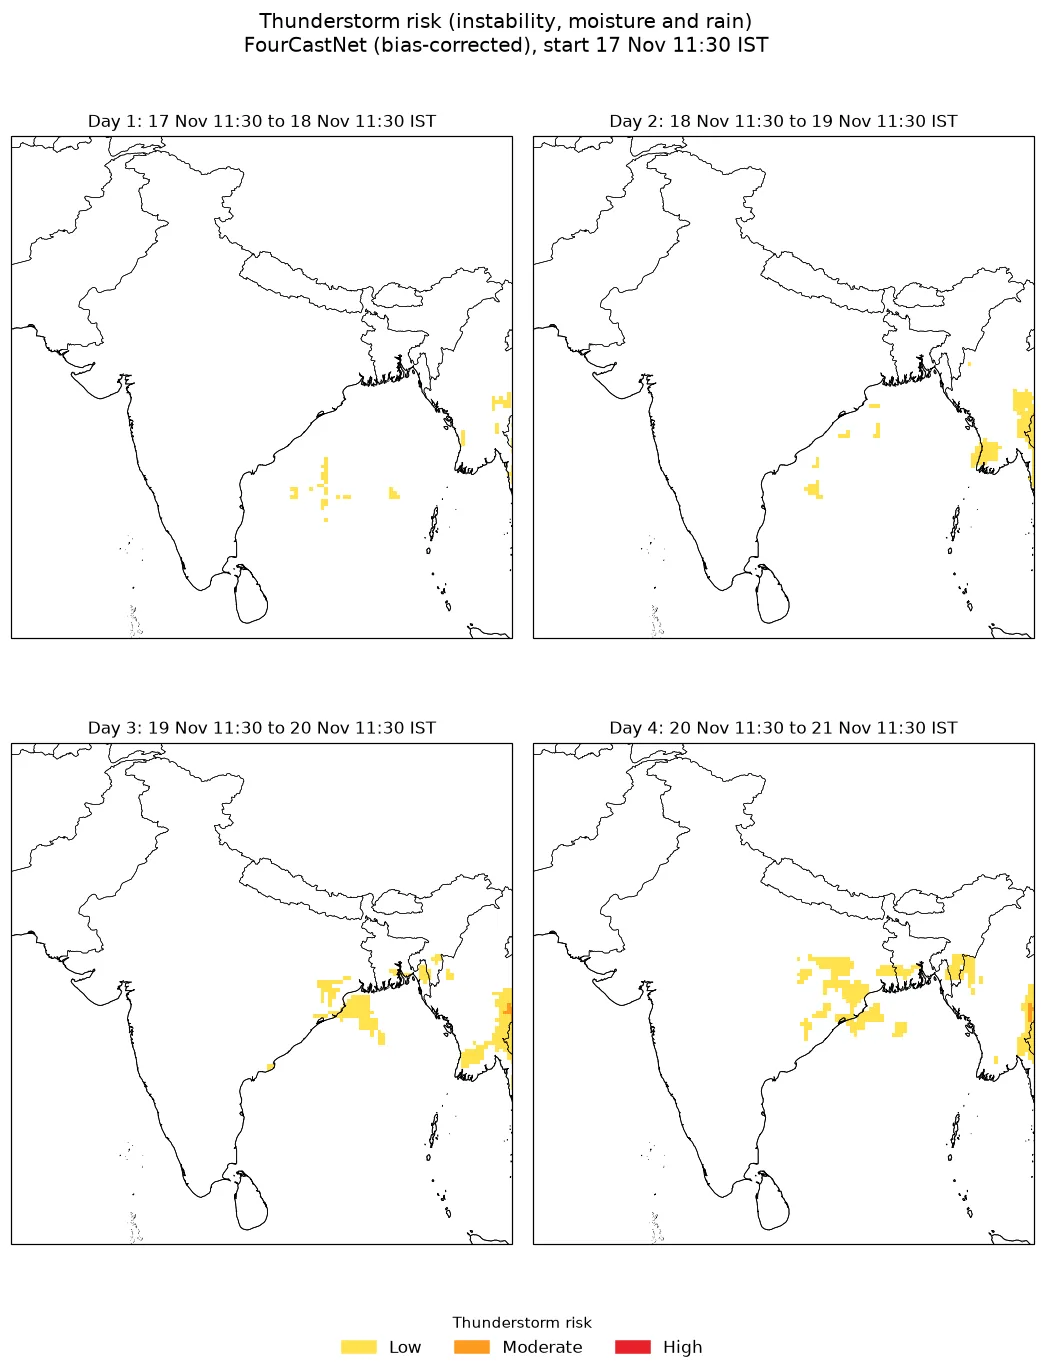 Thunderstorm risk (instability, moisture and rain)
FourCastNet (bias-corrected), start 17 Nov 11:30 IST
Day 1: 17 Nov 11:30 to 18 Nov 11:30 IST
Day 2: 18 Nov 11:30 to 19 Nov 11:30 IST
Day 3: 19 Nov 11:30 to 20 Nov 11:30 IST
Day 4: 20 Nov 11:30 to 21 Nov 11:30 IST
Thunderstorm risk
Low
Moderate
High